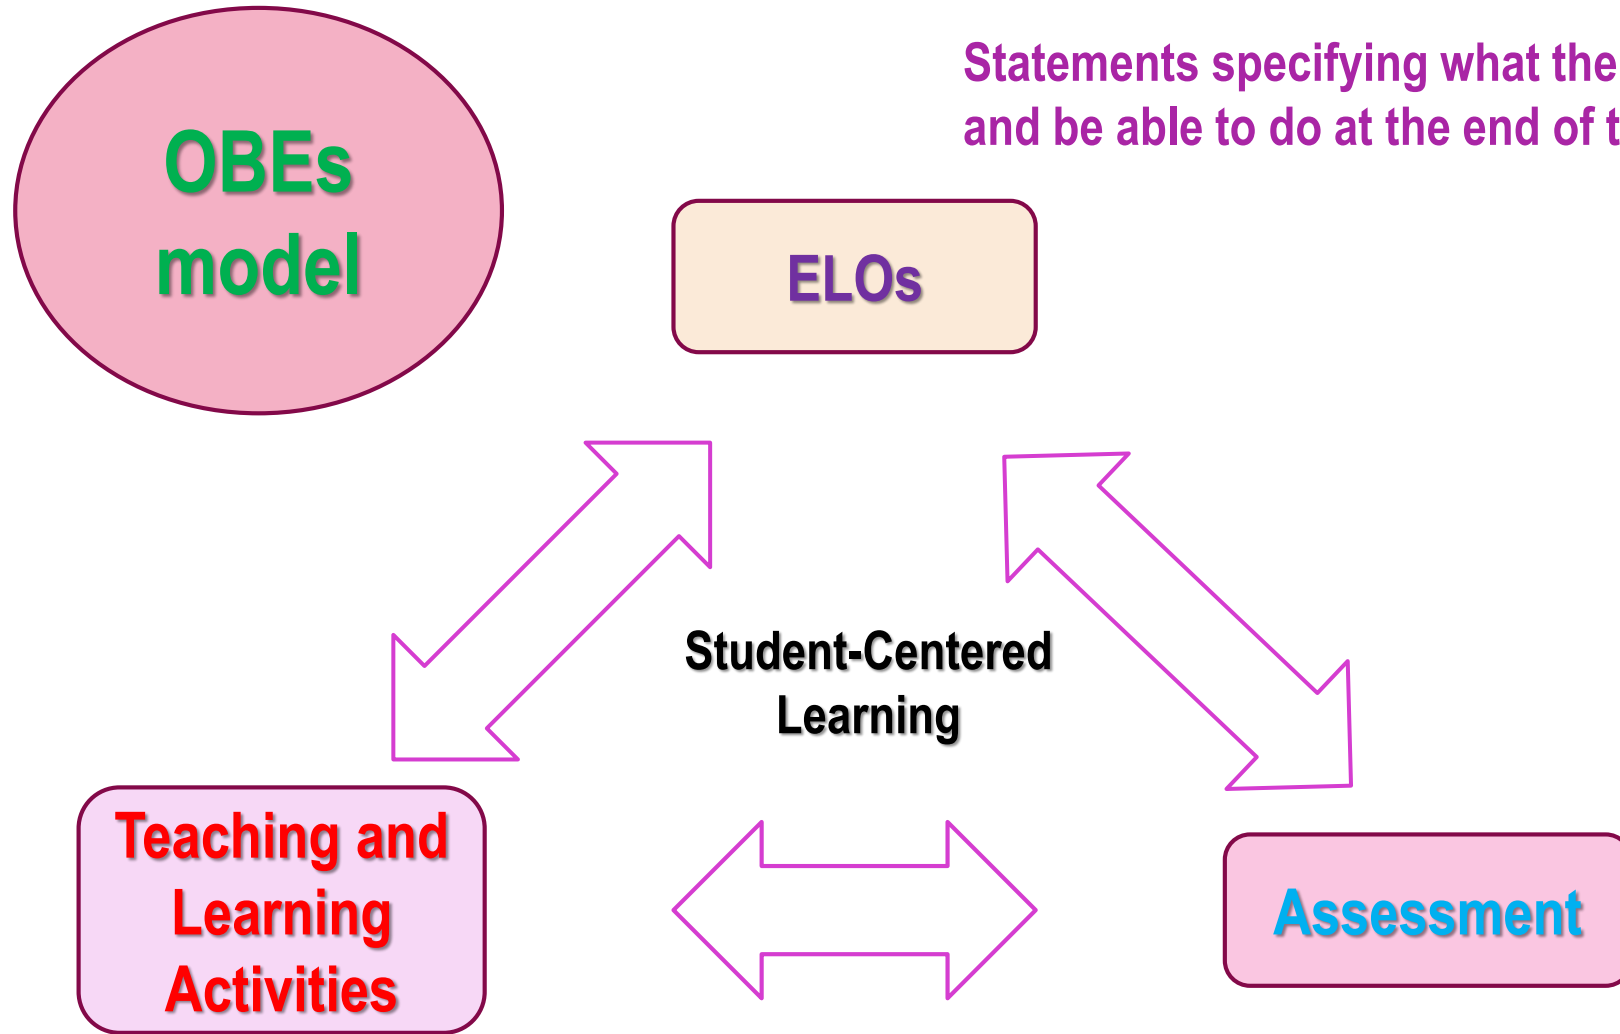 OBEs
model
Statements specifying what the
and be able to do at the end of t
ELOs
Student-Centered
Learning
Teaching and
Learning
Activities
Assessment